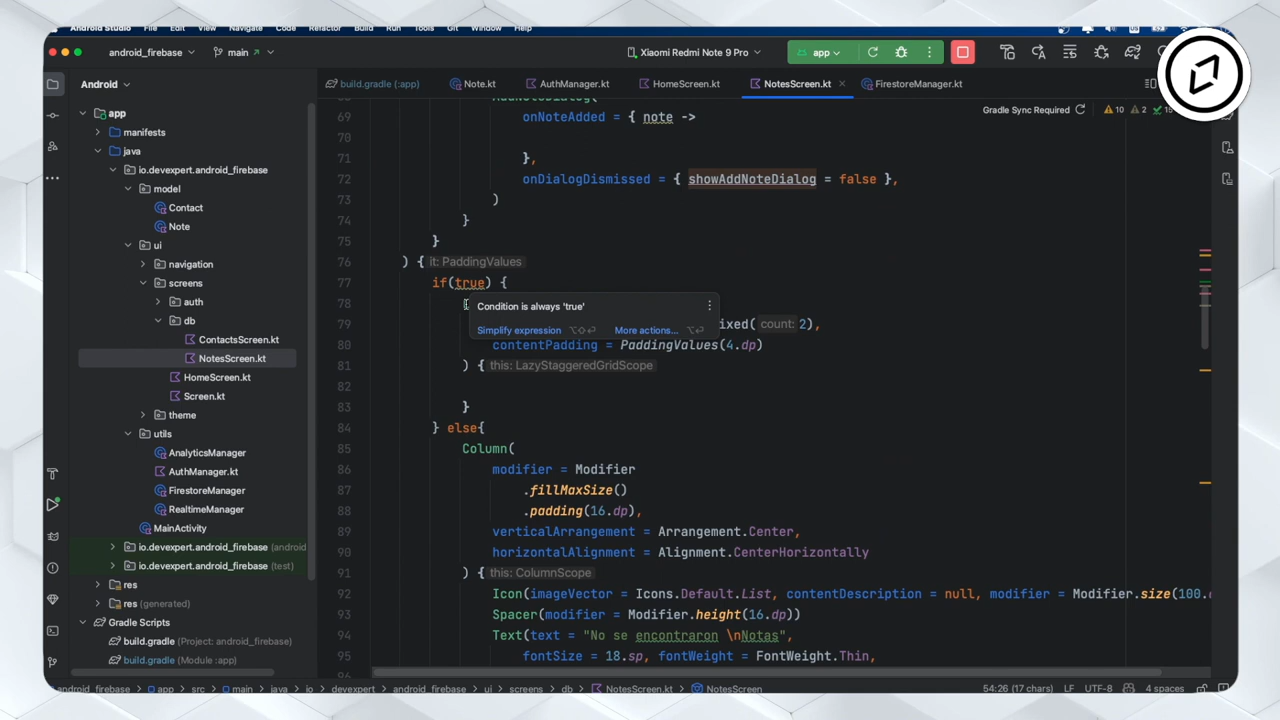 Android Studio File Edit View Navigate Code Refactor Build Run Tools Git Window Help
android_firebase main Xiaomi Redmi Note 9 Pro app
Android
build.gradle (:app) Note.kt AuthManager.kt HomeScreen.kt NotesScreen.kt FirestoreManager.kt
Gradle Sync Required 10 2
app
manifests
java
io.devexpert.android_firebase
model
Contact
Note
ui
navigation
screens
auth
db
ContactsScreen.kt
NotesScreen.kt
HomeScreen.kt
Screen.kt
theme
utils
AnalyticsManager
AuthManager.kt
FirestoreManager
RealtimeManager
MainActivity
io.devexpert.android_firebase (android
io.devexpert.android_firebase (test)
res
res (generated)
Gradle Scripts
build.gradle (Project: android_firebase)
build.gradle (Module :app)
AddNoteDialog(
69 onNoteAdded = { note ->
70
71 },
72 onDialogDismissed = { showAddNoteDialog = false },
73 )
74 }
75 }
76 ) { it: PaddingValues
77 if(true) {
78
Condition is always 'true'
Simplify expression More actions...
79 ixed( count: 2),
80 contentPadding = PaddingValues(4.dp)
81 ) { this: LazyStaggeredGridScope
82
83 }
84 } else{
85 Column(
86 modifier = Modifier
87 .fillMaxSize()
88 .padding(16.dp),
89 verticalArrangement = Arrangement.Center,
90 horizontalAlignment = Alignment.CenterHorizontally
91 ) { this: ColumnScope
92 Icon(imageVector = Icons.Default.List, contentDescription = null, modifier = Modifier.size(100.d
93 Spacer(modifier = Modifier.height(16.dp))
94 Text(text = "No se encontraron \nNotas",
95 fontSize = 18.sp, fontWeight = FontWeight.Thin,
android_firebase app src main java io devexpert android_firebase ui screens db NotesScreen.kt NotesScreen 54:26 (17 chars) LF UTF-8 4 spaces